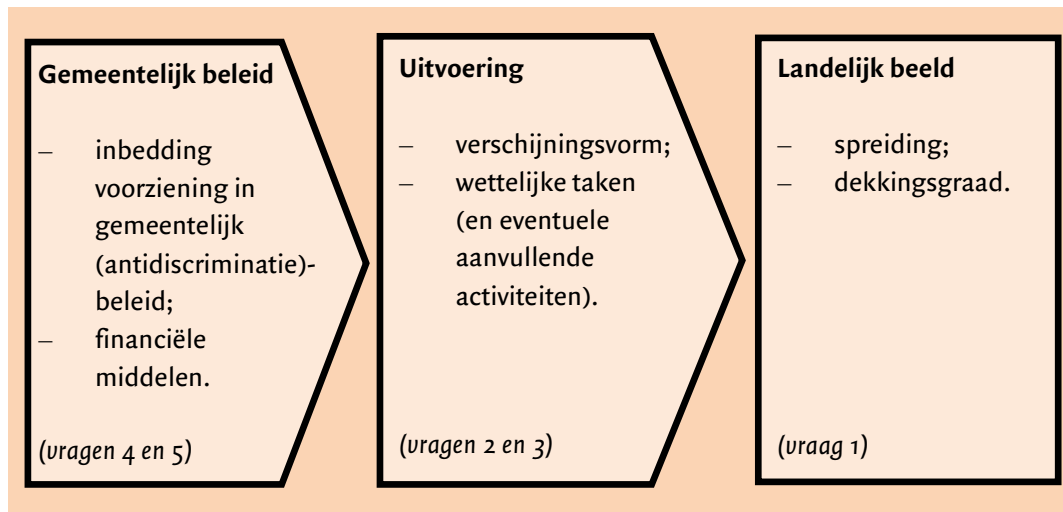 Gemeentelijk beleid
– inbedding
voorziening in
gemeentelijk
(antidiscriminatie)-
beleid;
– financiële
middelen.
(vragen 4 en 5)
Uitvoering
– verschijningsvorm;
– wettelijke taken
(en eventuele
aanvullende
activiteiten).
(vragen 2 en 3)
Landelijk beeld
– spreiding;
– dekkingsgraad.
(vraag 1)